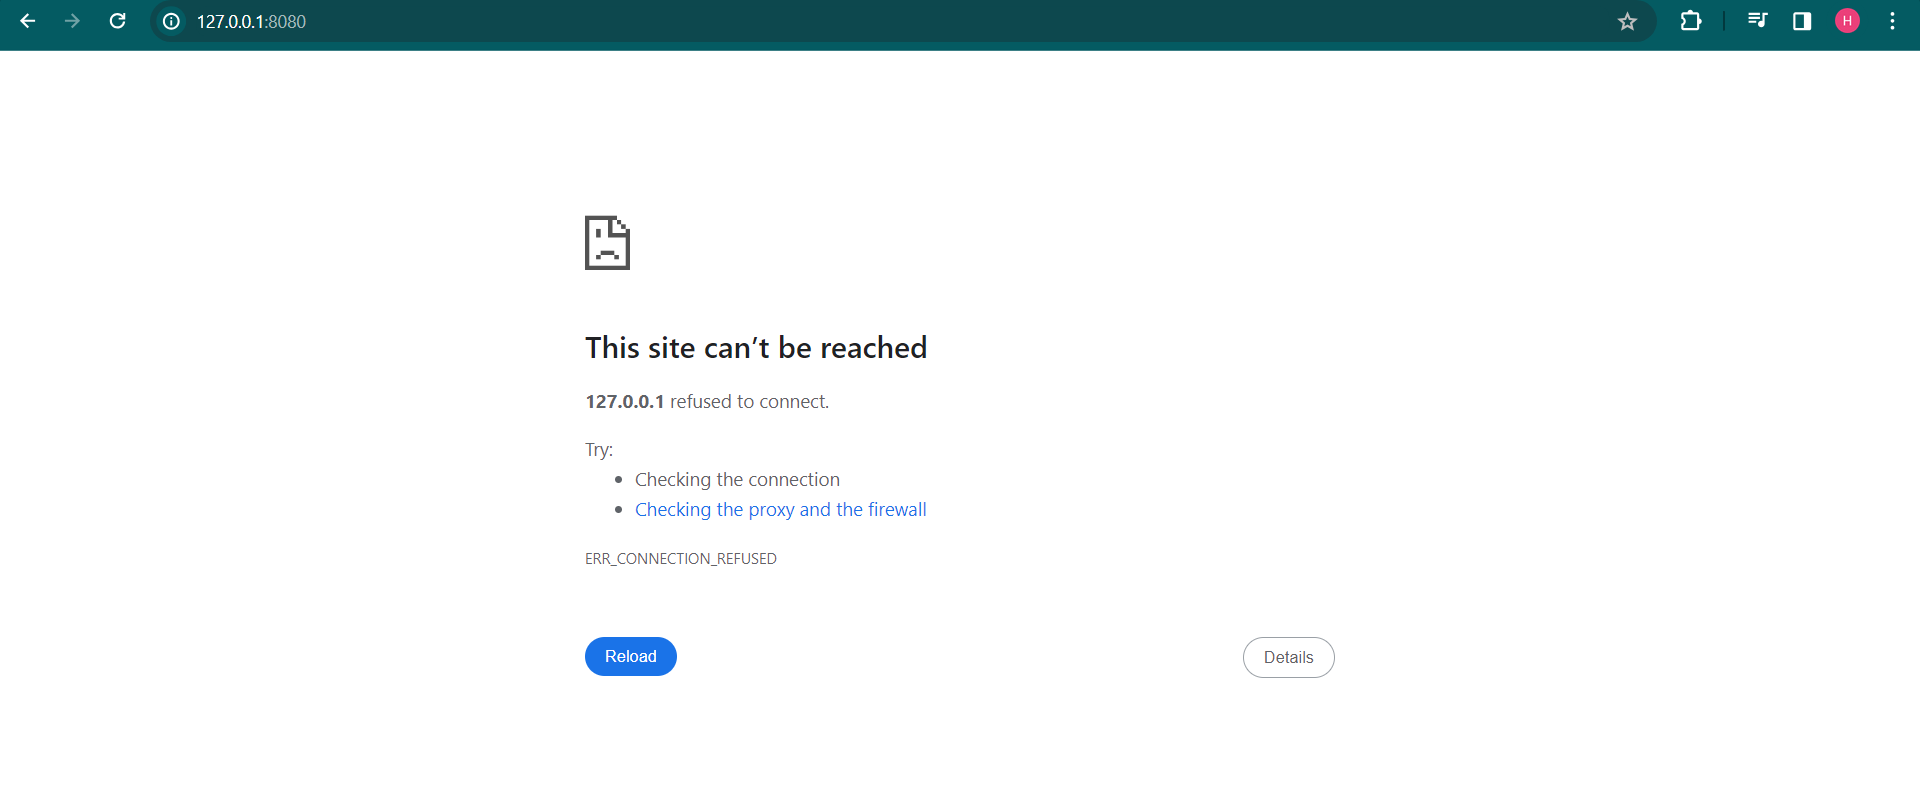 127.0.0.1:8080
H
This site can’t be reached
127.0.0.1 refused to connect.
Try:
Checking the connection
Checking the proxy and the firewall
ERR_CONNECTION_REFUSED
Reload
Details